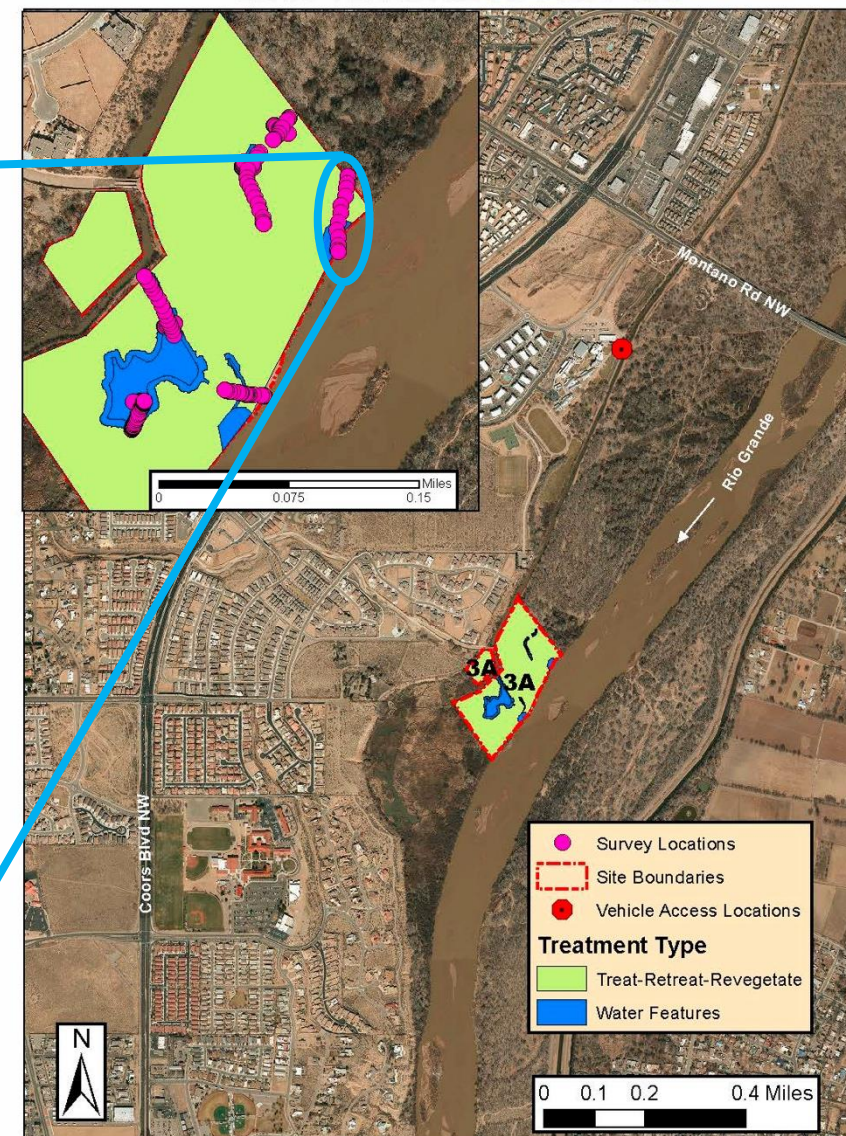 Miles
0 0.075 0.15
Montano Rd NW
Rio Grande
3A
3A
Coors Blvd NW
Survey Locations
Site Boundaries
Vehicle Access Locations
Treatment Type
Treat-Retreat-Revegetate
Water Features
N
0 0.1 0.2 0.4 Miles